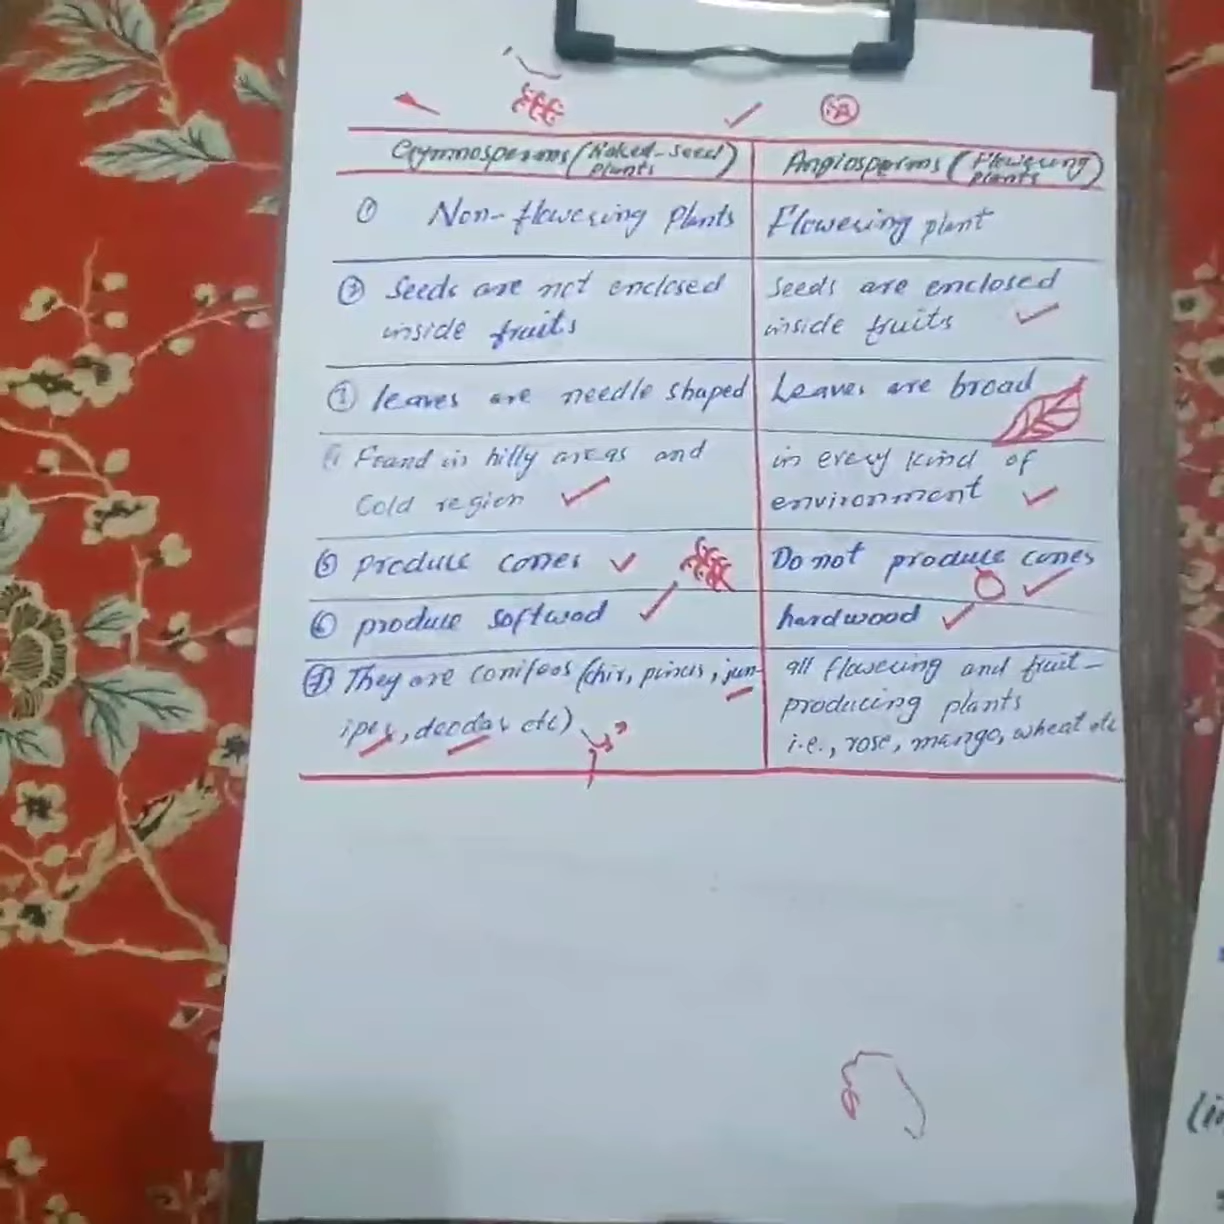 Gymnosperms (Naked-seed plants)
Angiosperms (Flowering plants)
① Non-flowering plants
Flowering plant
② Seeds are not enclosed
inside fruits
Seeds are enclosed
inside fruits
③ leaves are needle shaped
Leaves are broad
Found in hilly areas and
Cold region
in every kind of
environment
⑤ produce cones
Do not produce cones
⑥ produce softwod
hardwood
⑦ They are conifers (chir, pinus, jun-
iper, deodar etc)
all flowering and fruit-
producing plants
i.e., rose, mango, wheat etc